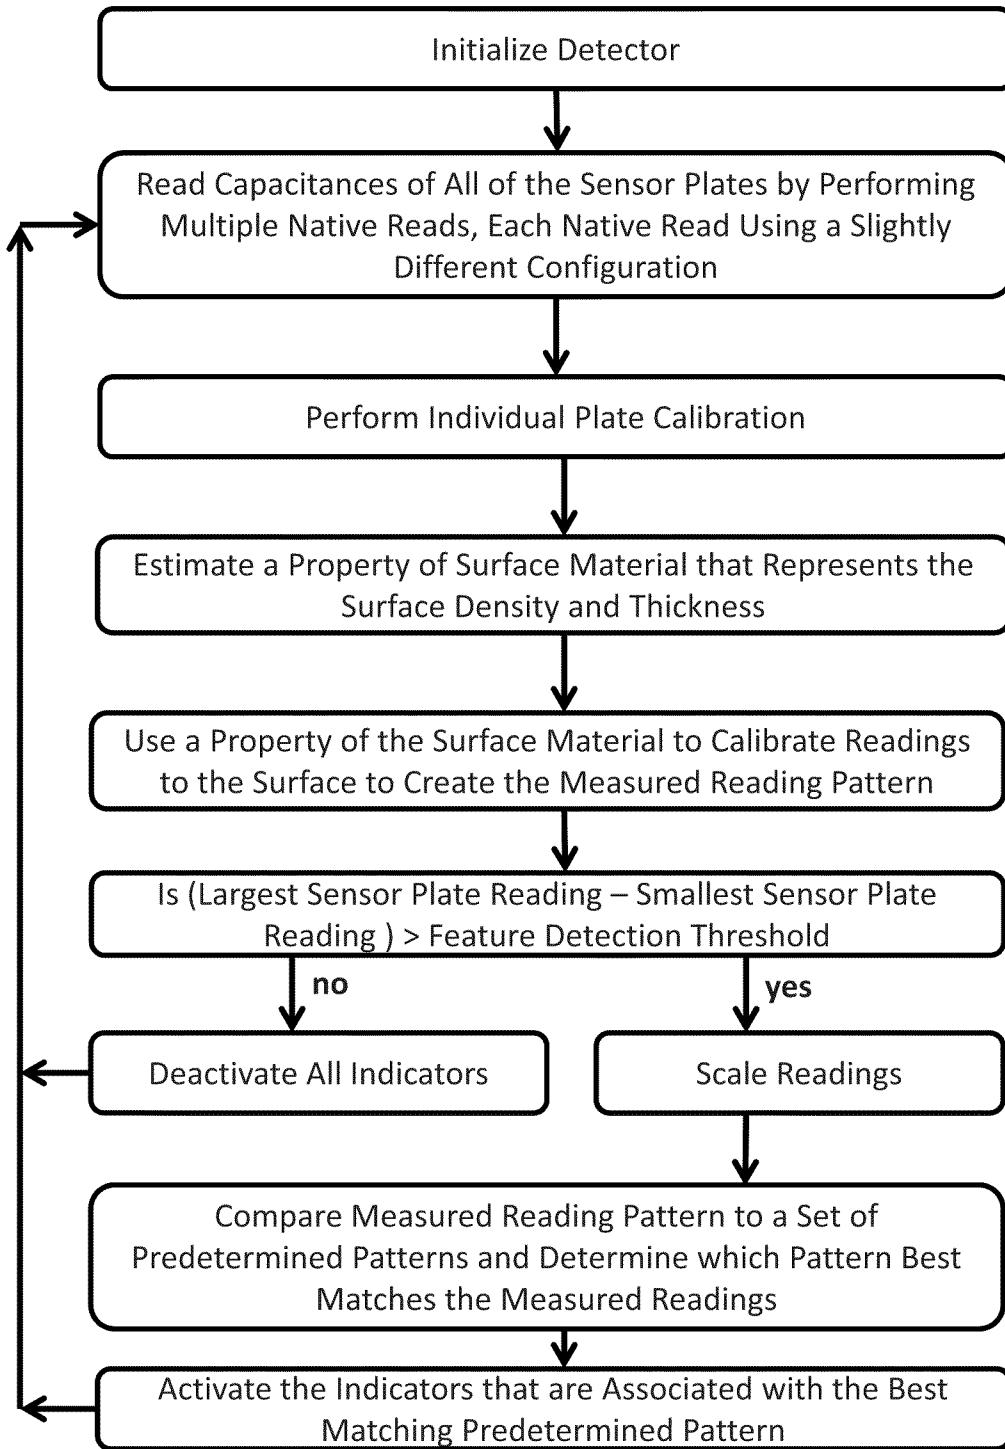 Initialize Detector
Read Capacitances of All of the Sensor Plates by Performing
Multiple Native Reads, Each Native Read Using a Slightly
Different Configuration
Perform Individual Plate Calibration
Estimate a Property of Surface Material that Represents the
Surface Density and Thickness
Use a Property of the Surface Material to Calibrate Readings
to the Surface to Create the Measured Reading Pattern
Is (Largest Sensor Plate Reading – Smallest Sensor Plate
Reading ) > Feature Detection Threshold
no
yes
Deactivate All Indicators
Scale Readings
Compare Measured Reading Pattern to a Set of
Predetermined Patterns and Determine which Pattern Best
Matches the Measured Readings
Activate the Indicators that are Associated with the Best
Matching Predetermined Pattern